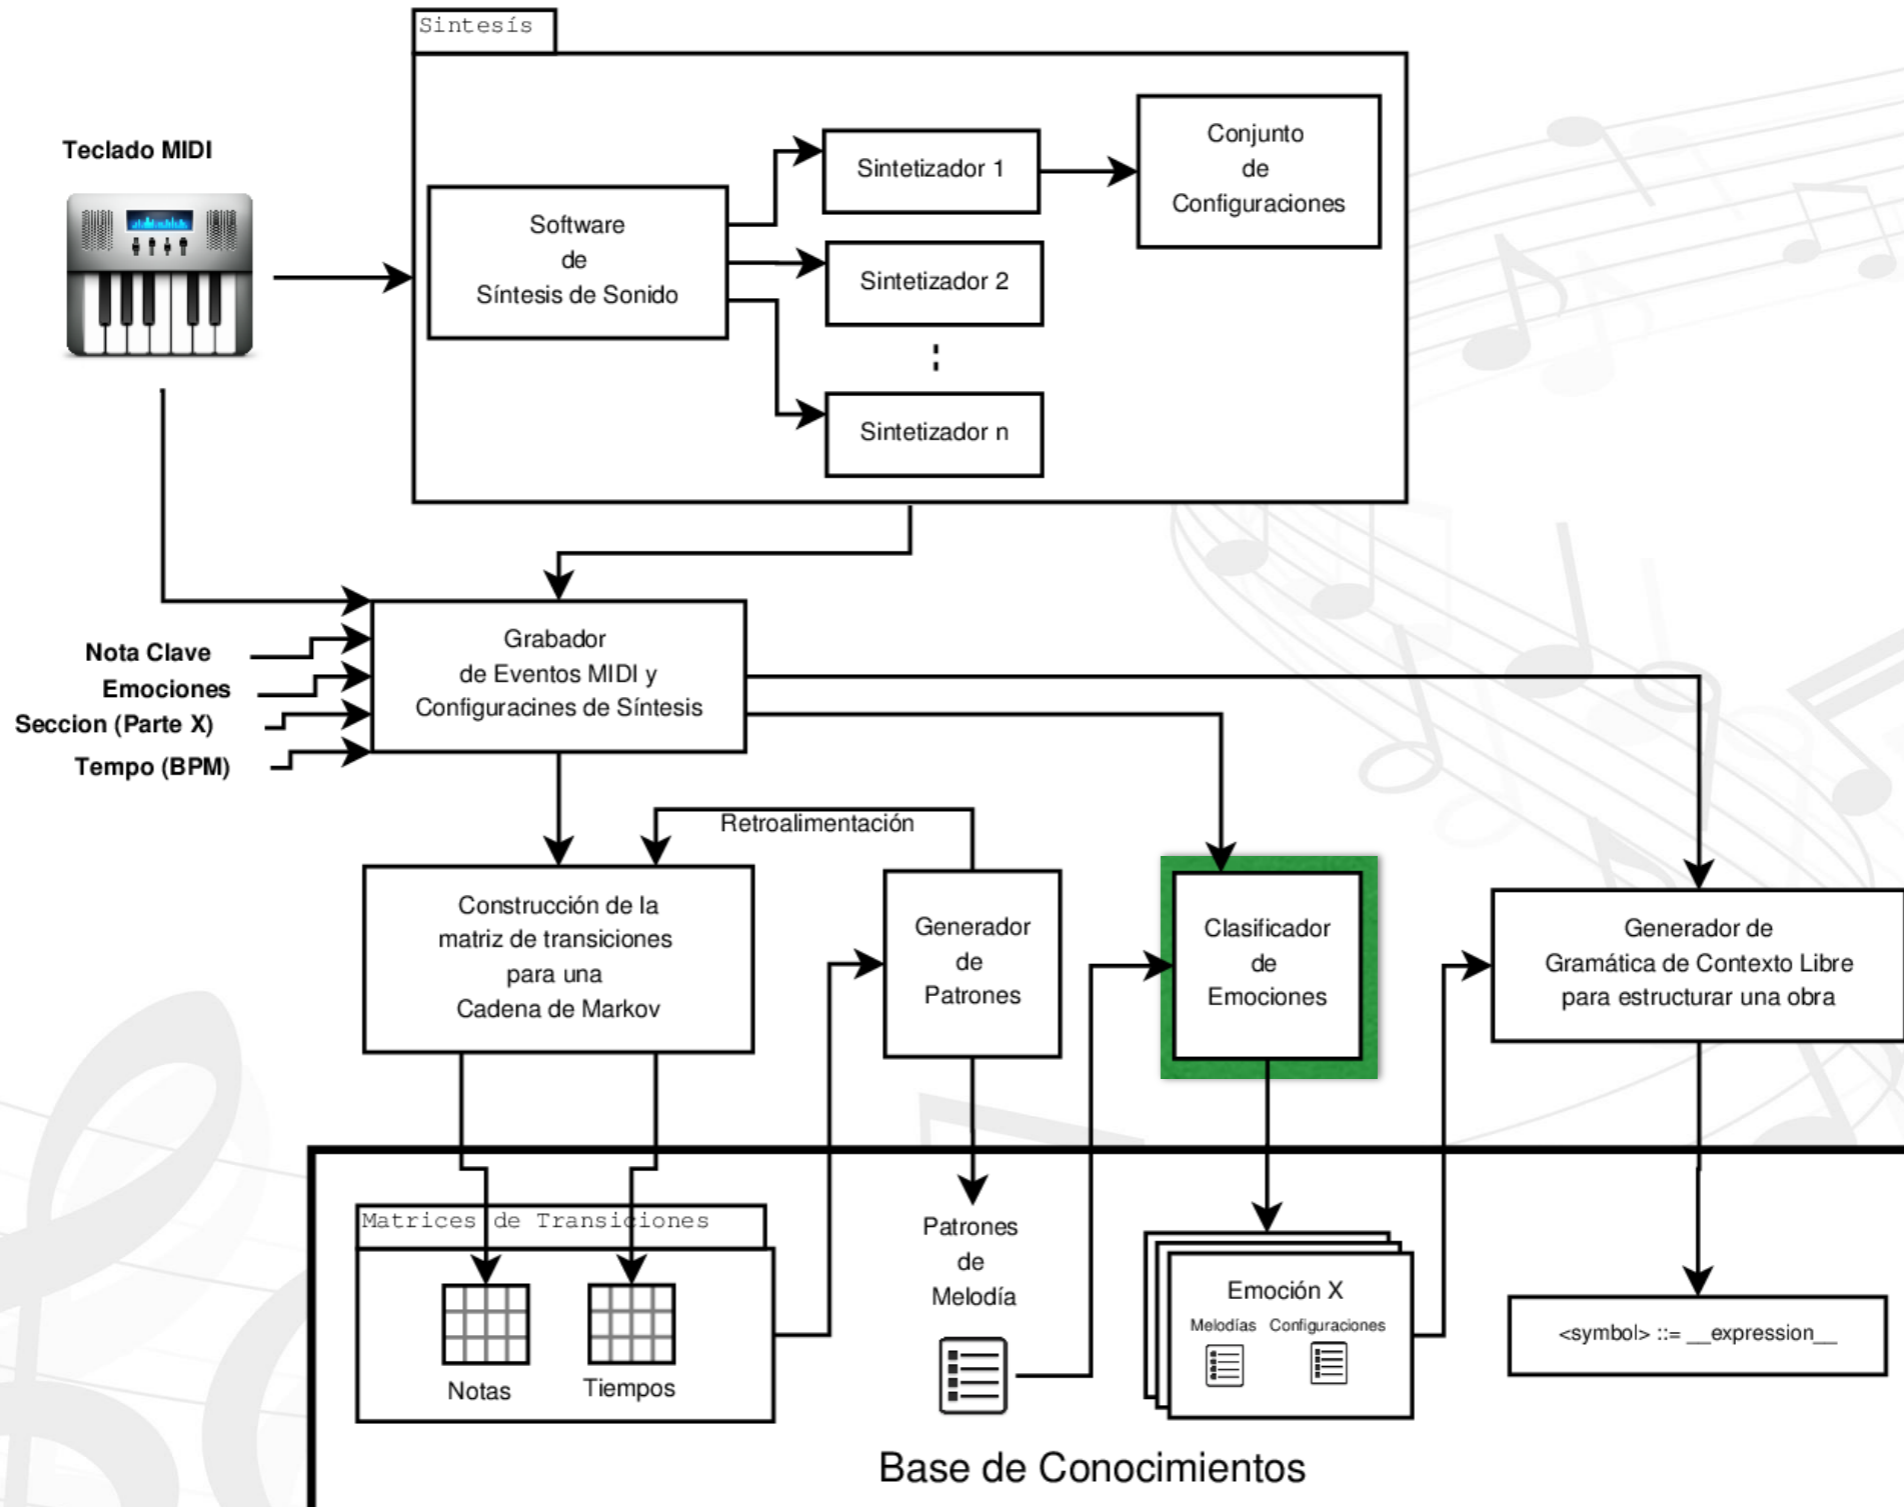 Sintesís
Teclado MIDI
Software
de
Síntesis de Sonido
Sintetizador 1
Sintetizador 2
Sintetizador n
Conjunto
de
Configuraciones
Nota Clave
Emociones
Seccion (Parte X)
Tempo (BPM)
Grabador
de Eventos MIDI y
Configuracines de Síntesis
Retroalimentación
Construcción de la
matriz de transiciones
para una
Cadena de Markov
Generador
de
Patrones
Clasificador
de
Emociones
Generador de
Gramática de Contexto Libre
para estructurar una obra
Matrices de Transiciones
Notas
Tiempos
Patrones
de
Melodía
Emoción X
Melodías Configuraciones
<symbol> ::= __expression__
Base de Conocimientos